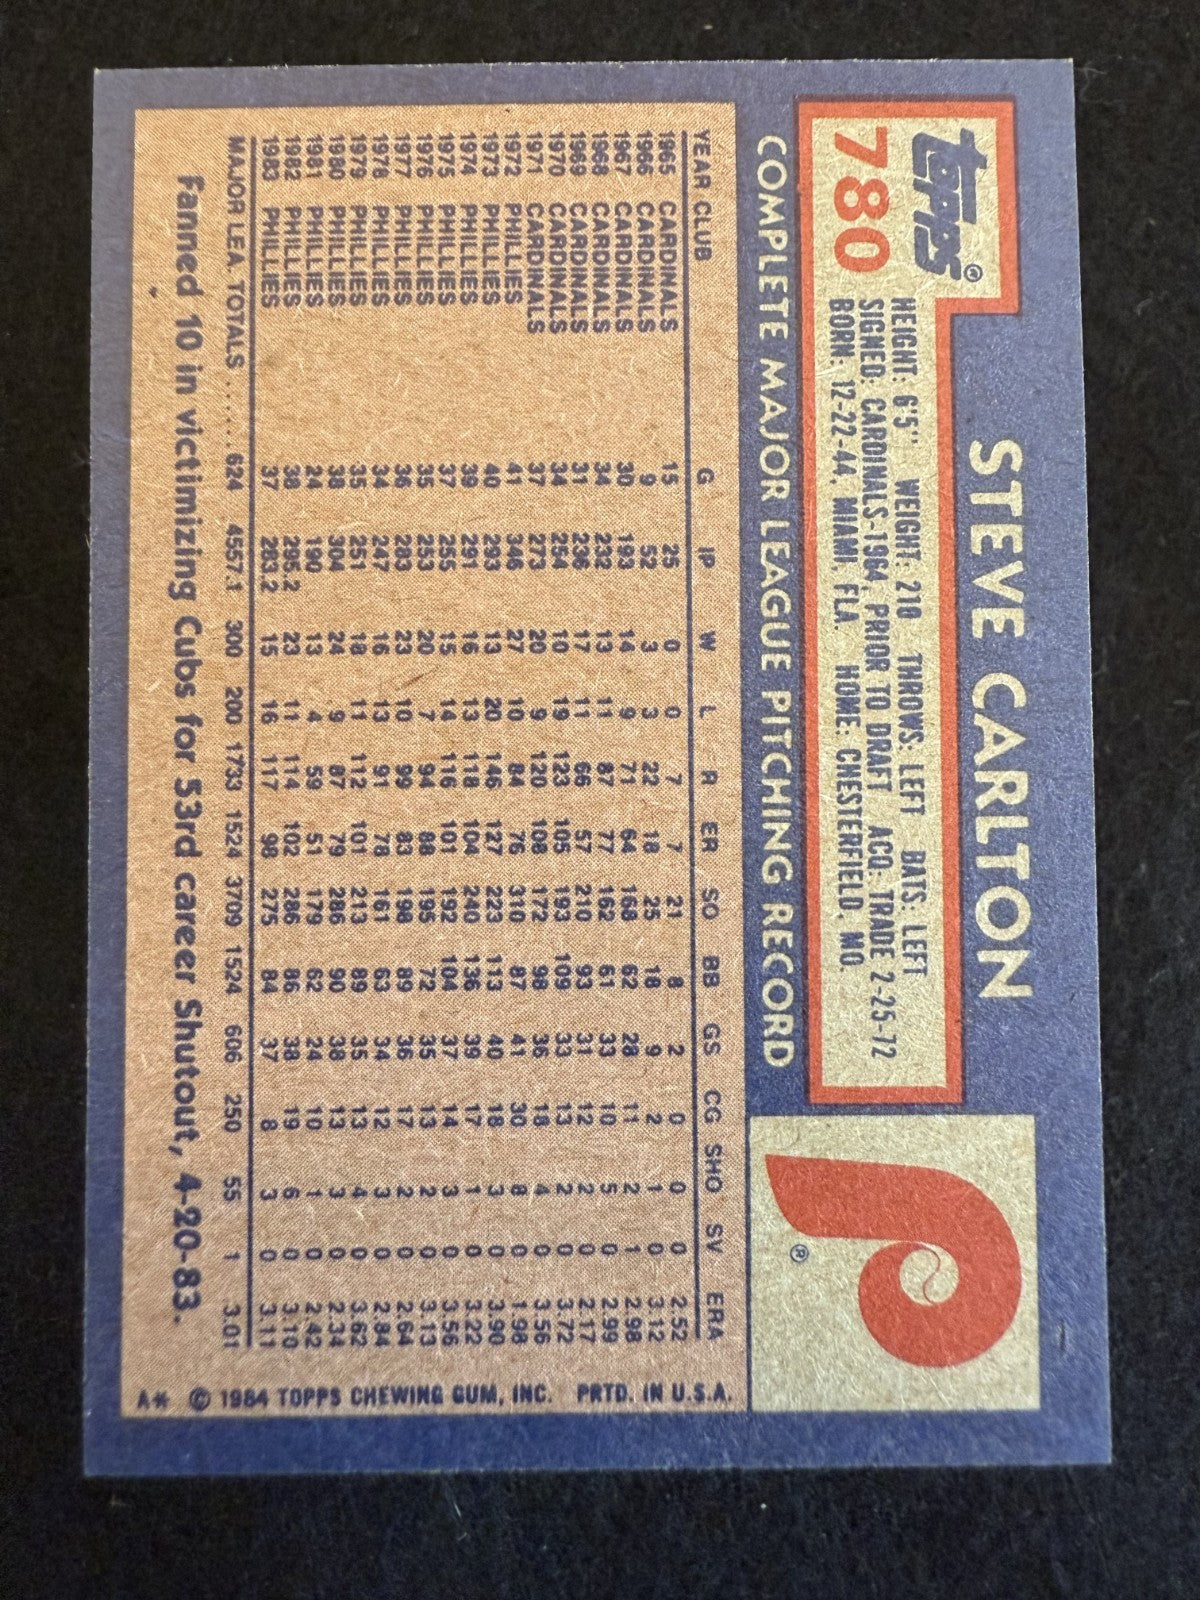 topps®
780
STEVE CARLTON
HEIGHT: 6'5" WEIGHT: 210 THROWS: LEFT BATS: LEFT
SIGNED: CARDINALS-1964, PRIOR TO DRAFT ACQ: TRADE 2-25-72
BORN: 12-22-44, MIAMI, FLA. HOME: CHESTERFIELD, MO.
COMPLETE MAJOR LEAGUE PITCHING RECORD
®
YEAR CLUB G IP W L R ER SO BB GS CG SHO SV ERA
1965 CARDINALS 15 25 0 0 7 7 21 8 2 0 0 0 2.52
1966 CARDINALS 9 52 3 3 22 18 25 18 9 2 1 0 3.12
1967 CARDINALS 30 193 14 9 71 64 168 62 28 11 2 1 2.98
1968 CARDINALS 34 232 13 11 87 77 162 61 33 10 5 0 2.99
1969 CARDINALS 31 236 17 11 66 57 210 93 31 12 2 0 2.17
1970 CARDINALS 34 254 10 19 123 105 193 109 33 13 2 0 3.72
1971 CARDINALS 37 273 20 9 120 108 172 98 36 18 4 0 3.56
1972 PHILLIES 41 346 27 10 84 76 310 87 41 30 8 0 1.98
1973 PHILLIES 40 293 13 20 146 127 223 113 40 18 3 0 3.90
1974 PHILLIES 39 291 16 13 118 104 240 136 39 17 1 0 3.22
1975 PHILLIES 37 255 15 14 116 101 192 104 37 14 3 0 3.56
1976 PHILLIES 35 253 20 7 94 88 195 72 35 13 2 0 3.13
1977 PHILLIES 36 283 23 10 99 83 198 89 36 17 2 0 2.64
1978 PHILLIES 34 247 16 13 91 78 161 63 34 12 3 0 2.84
1979 PHILLIES 35 251 18 11 112 101 213 89 35 13 4 0 3.62
1980 PHILLIES 38 304 24 9 87 79 286 90 38 13 3 0 2.34
1981 PHILLIES 24 190 13 4 59 51 179 62 24 10 1 0 2.42
1982 PHILLIES 38 295.2 23 11 114 102 286 86 38 19 6 0 3.10
1983 PHILLIES 37 283.2 15 16 117 98 275 84 37 8 3 0 3.11
MAJOR LEA. TOTALS ....... 624 4557.1 300 200 1733 1524 3709 1524 606 250 55 1 3.01
Fanned 10 in victimizing Cubs for 53rd career Shutout, 4-20-83.
A* © 1984 TOPPS CHEWING GUM, INC. PRTD. IN U.S.A.